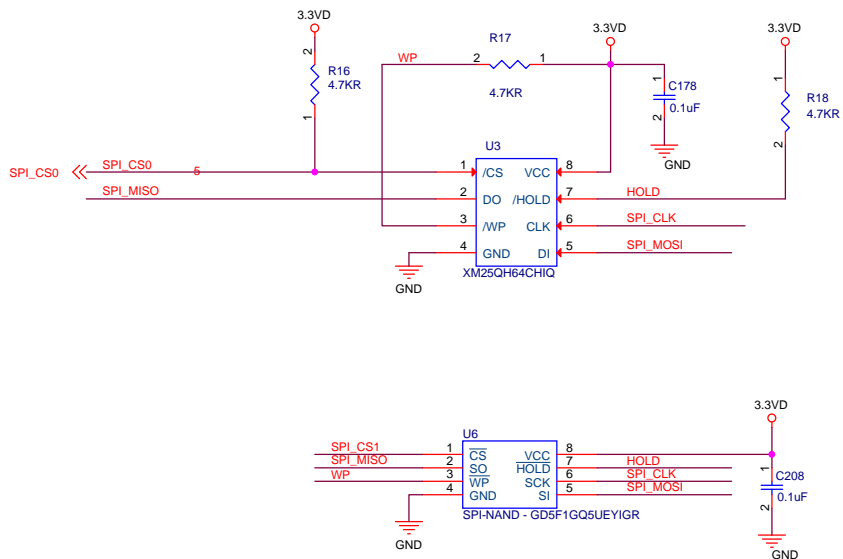 3.3VD
3.3VD
3.3VD
2
R16
4.7KR
1
WP
2
R17
1
4.7KR
1
C178
0.1uF
2
GND
1
R18
4.7KR
2
U3
SPI_CS0
SPI_CS0
5
1
/CS
VCC
8
SPI_MISO
2
DO
/HOLD
7
HOLD
3
/WP
CLK
6
SPI_CLK
4
GND
DI
5
SPI_MOSI
GND
XM25QH64CHIQ
3.3VD
U6
SPI_CS1
1
CS
VCC
8
SPI_MISO
2
SO
HOLD
7
HOLD
WP
3
WP
SCK
6
SPI_CLK
4
GND
SI
5
SPI_MOSI
1
C208
0.1uF
2
SPI-NAND - GD5F1GQ5UEYIGR
GND
GND